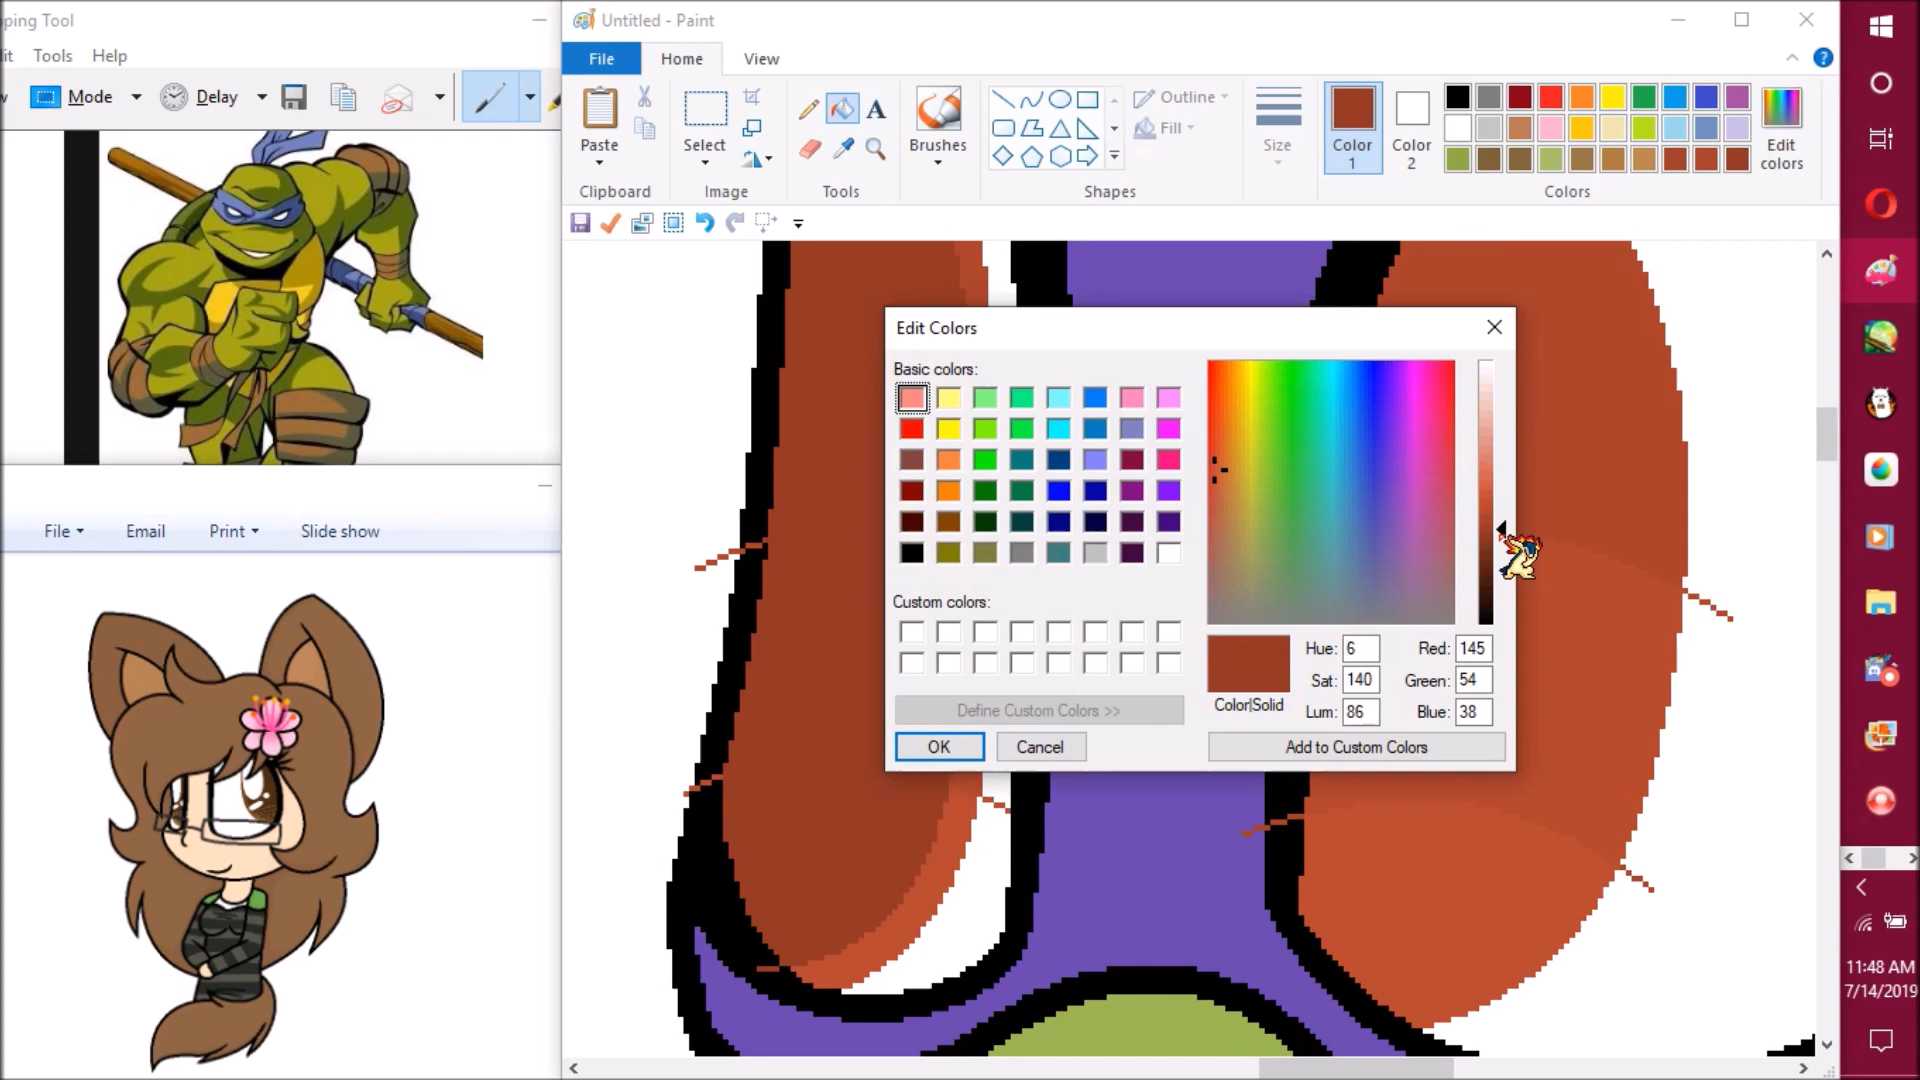 ping Tool
it Tools Help
w Mode Delay
File Email Print Slide show
Untitled - Paint
File Home View
Paste
Select
Brushes
Outline
Fill
Size
Color 1
Color 2
Edit colors
Clipboard Image Tools Shapes Colors
Edit Colors
Basic colors:
Custom colors:
Define Custom Colors >>
OK Cancel
Color|Solid
Hue: 6 Red: 145
Sat: 140 Green: 54
Lum: 86 Blue: 38
Add to Custom Colors
11:48 AM
7/14/2019